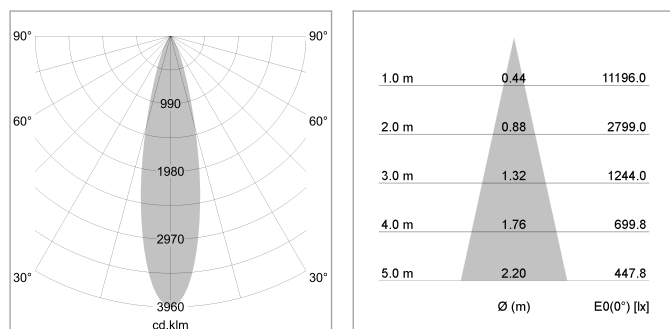 90° 90°
990
60° 60°
1980
2970
30° 30°
3960
cd.klm
1.0 m 0.44 11196.0
2.0 m 0.88 2799.0
3.0 m 1.32 1244.0
4.0 m 1.76 699.8
5.0 m 2.20 447.8
Ø (m) E0(0°) [lx]